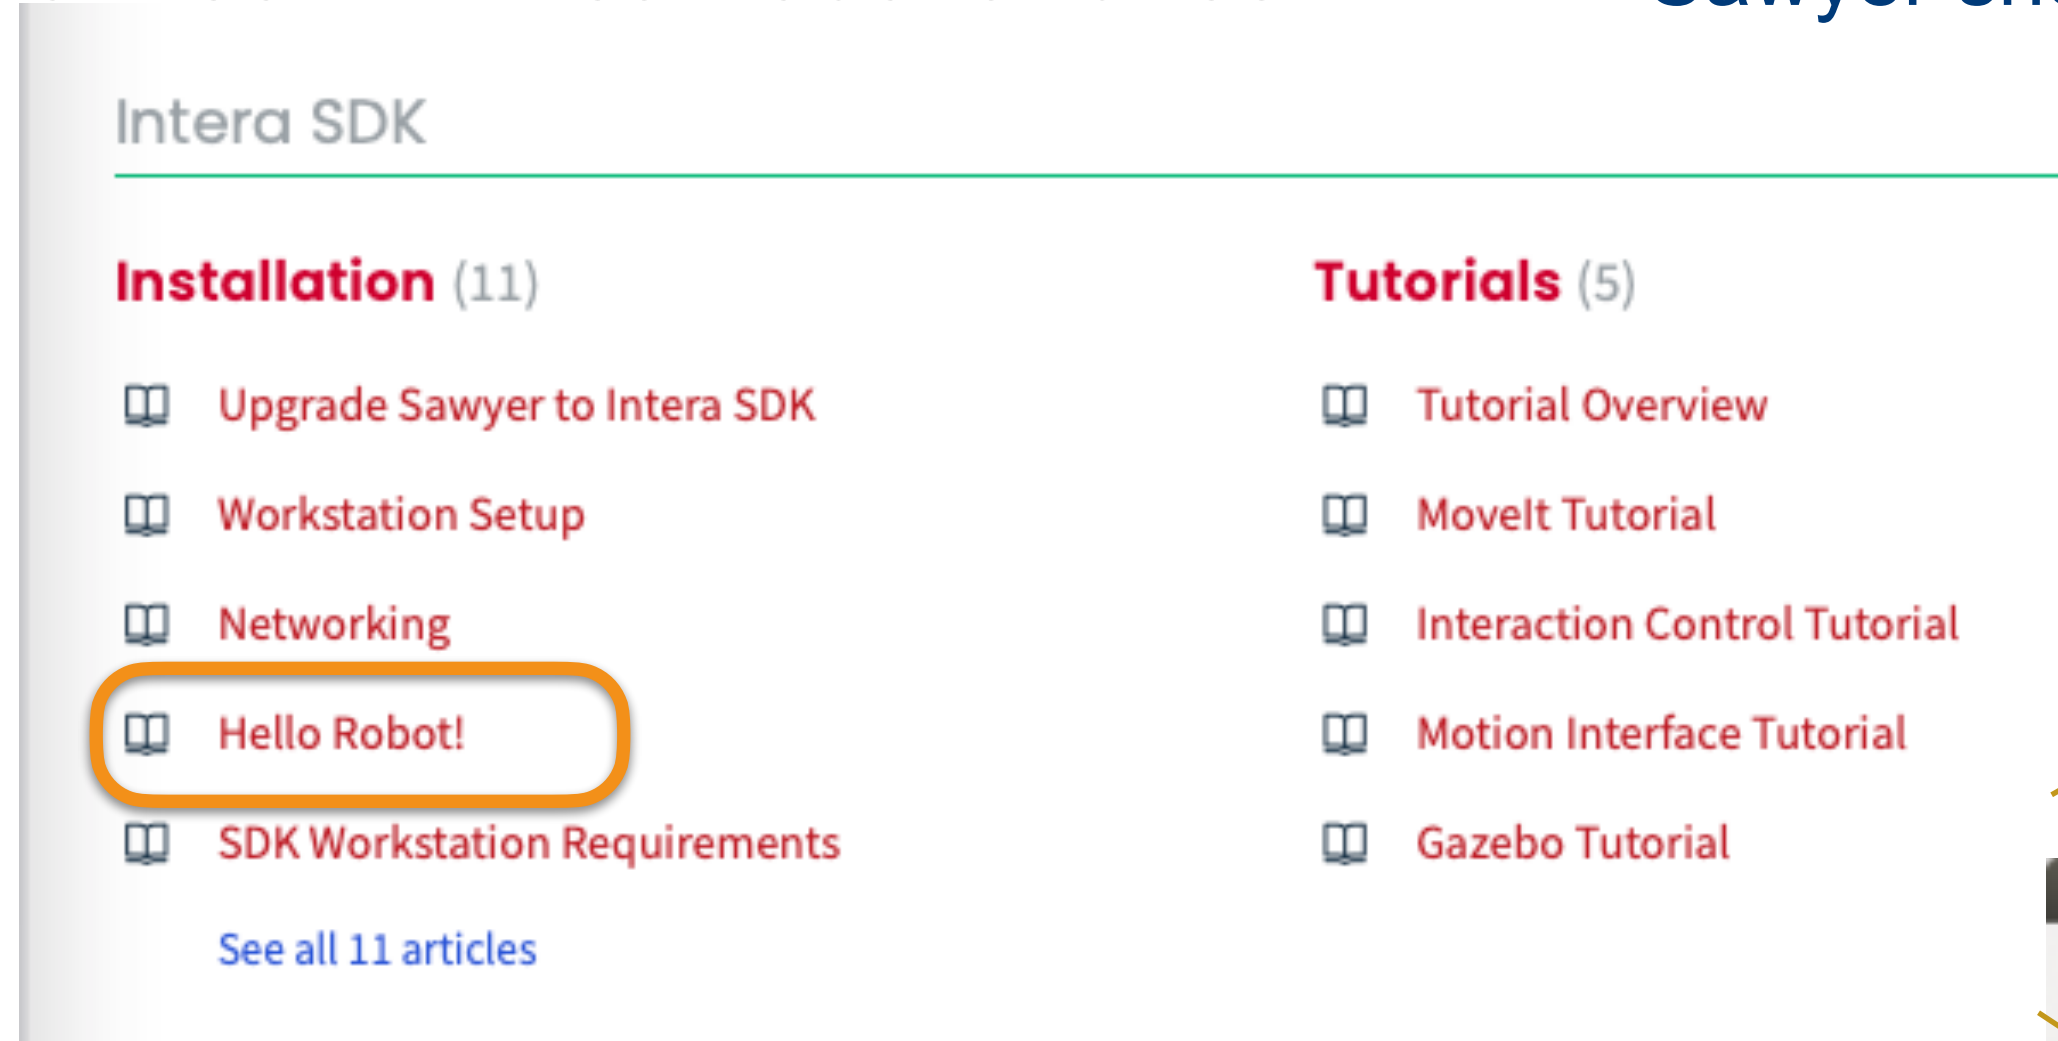 Intera SDK
Installation (11)
Upgrade Sawyer to Intera SDK
Workstation Setup
Networking
Hello Robot!
SDK Workstation Requirements
See all 11 articles
Tutorials (5)
Tutorial Overview
MoveIt Tutorial
Interaction Control Tutorial
Motion Interface Tutorial
Gazebo Tutorial